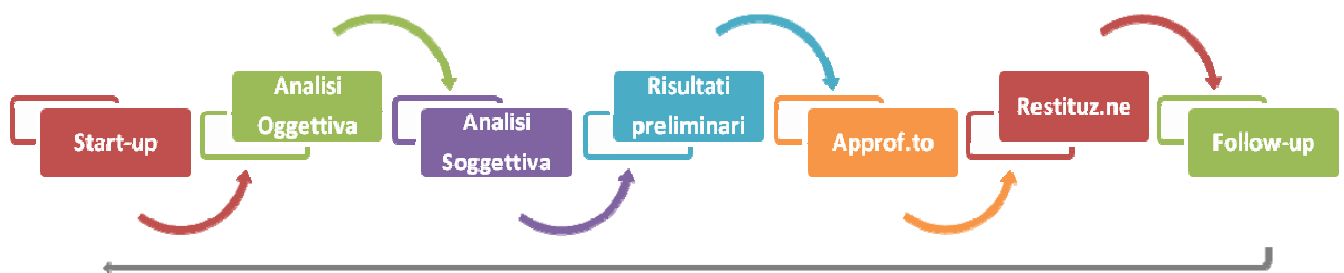 Start-up
Analisi
Oggettiva
Analisi
Soggettiva
Risultati
preliminari
Approf.to
Restituz.ne
Follow-up